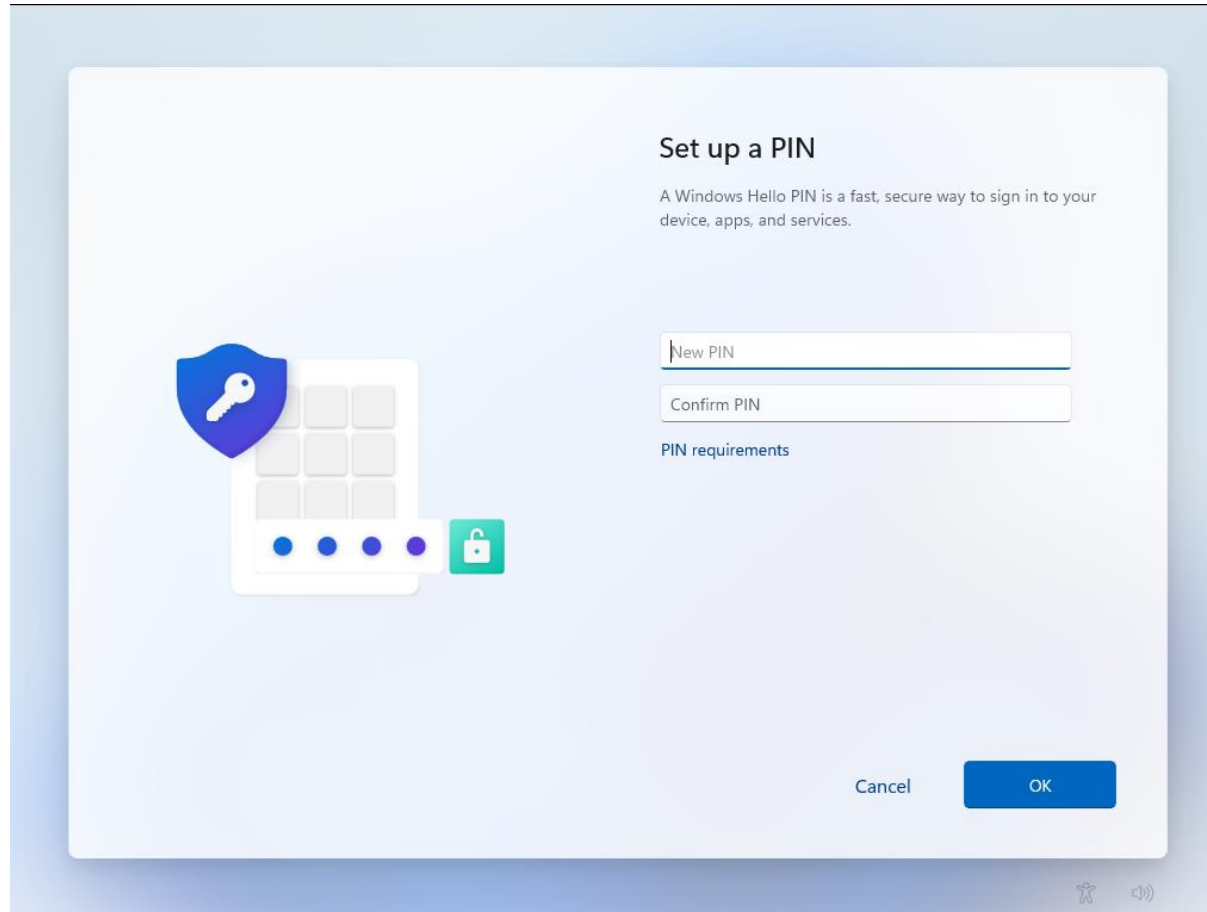 Set up a PIN
A Windows Hello PIN is a fast, secure way to sign in to your
device, apps, and services.
New PIN
Confirm PIN
PIN requirements
Cancel
OK